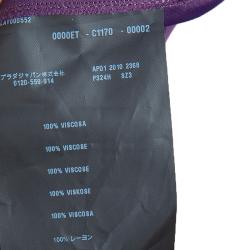 0000ET - C1170 -00002
プラダジャパン株式会社
0120-559-914
APD1 2010 2368
P324H SZ3
100% VISCOSA
100% VISCOSE
100% VISCOSE
100% VISKOSE
100% VISCOSA
100% レーヨン